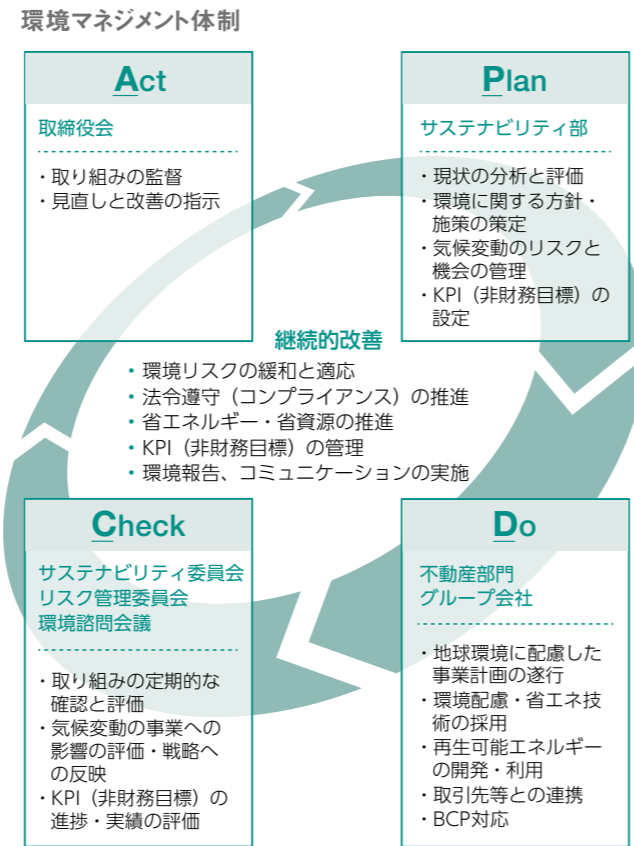 環境マネジメント体制
Act
取締役会
・取り組みの監督
・見直しと改善の指示
Plan
サステナビリティ部
・現状の分析と評価
・環境に関する方針・
施策の策定
・気候変動のリスクと
機会の管理
・KPI（非財務目標）の
設定
継続的改善
・環境リスクの緩和と適応
・法令遵守（コンプライアンス）の推進
・省エネルギー・省資源の推進
・KPI（非財務目標）の管理
・環境報告、コミュニケーションの実施
Check
サステナビリティ委員会
リスク管理委員会
環境諮問会議
・取り組みの定期的な
確認と評価
・気候変動の事業への
影響の評価・戦略へ
の反映
・KPI（非財務目標）の
進捗・実績の評価
Do
不動産部門
グループ会社
・地球環境に配慮した
事業計画の遂行
・環境配慮・省エネ技
術の採用
・再生可能エネルギー
の開発・利用
・取引先等との連携
・BCP対応